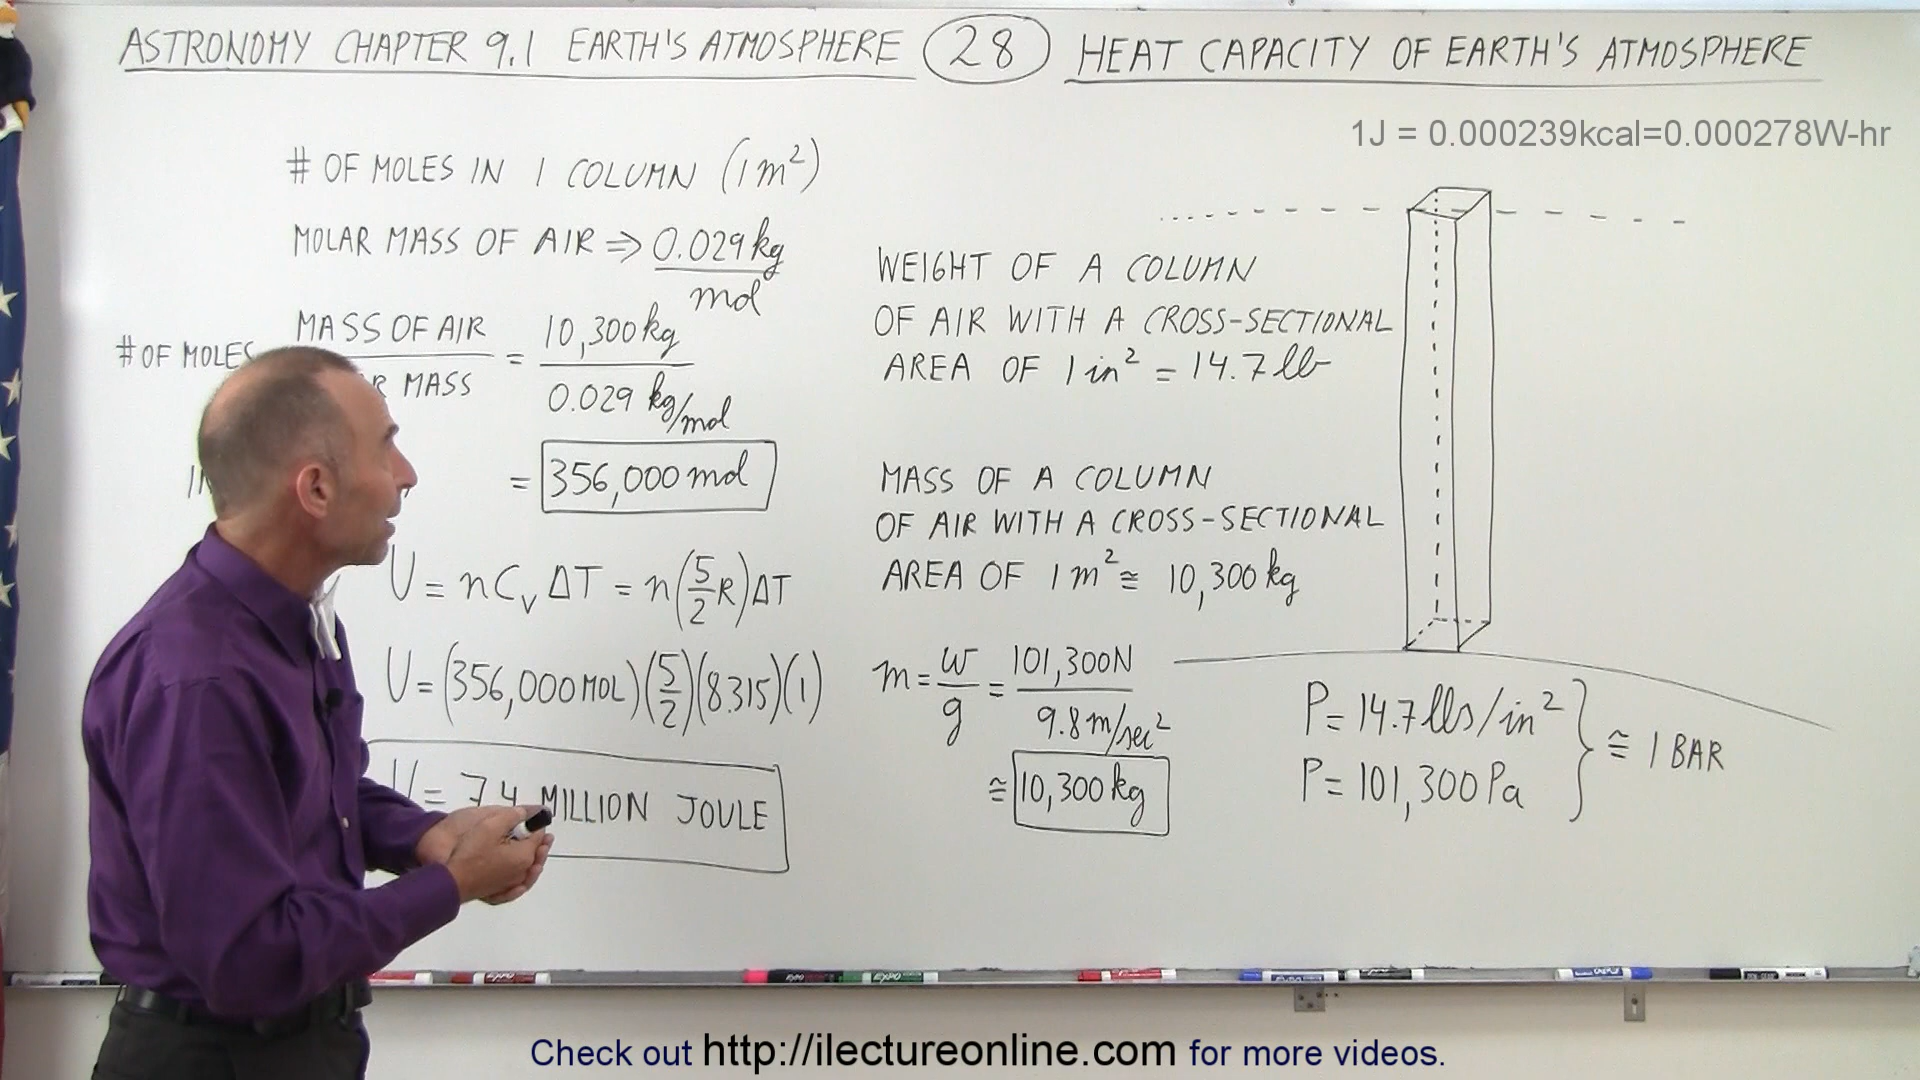 ASTRONOMY CHAPTER 9.1 EARTH'S ATMOSPHERE 28 HEAT CAPACITY OF EARTH'S ATMOSPHERE
1J = 0.000239kcal=0.000278W-hr
# OF MOLES IN 1 COLUMN (1m²)
MOLAR MASS OF AIR ⇒ 0.029 kg/mol
# OF MOLES MASS OF AIR / MASS = 10,300 kg / 0.029 kg/mol
= 356,000 mol
U = nCvΔT = n(5/2 R)ΔT
U = (356,000 MOL)(5/2)(8.315)(1)
U = 7.4 MILLION JOULE
WEIGHT OF A COLUMN
OF AIR WITH A CROSS-SECTIONAL
AREA OF 1 in² = 14.7 lb
MASS OF A COLUMN
OF AIR WITH A CROSS-SECTIONAL
AREA OF 1 m² ≅ 10,300 kg
m = w/g = 101,300N / 9.8 m/sec²
≅ 10,300 kg
P = 14.7 lbs/in²
P = 101,300 Pa
≅ 1 BAR
EXPO
EXPO
Check out http://ilectureonline.com for more videos.